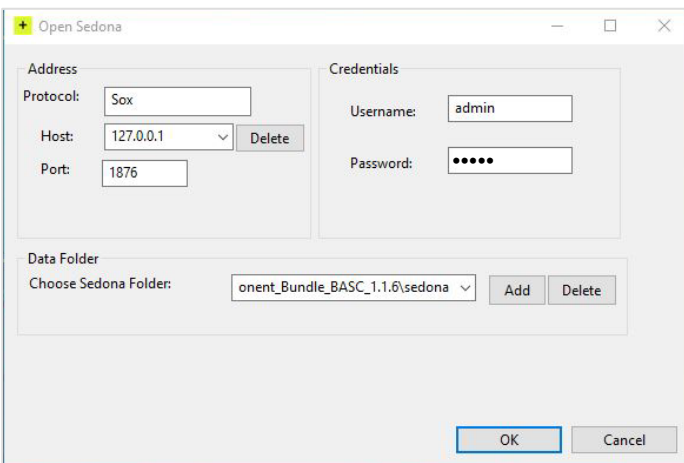 Open Sedona
Address
Protocol: Sox
Host: 127.0.0.1 Delete
Port: 1876
Credentials
Username: admin
Password: •••••
Data Folder
Choose Sedona Folder: onent_Bundle_BASC_1.1.6\sedona Add Delete
OK Cancel